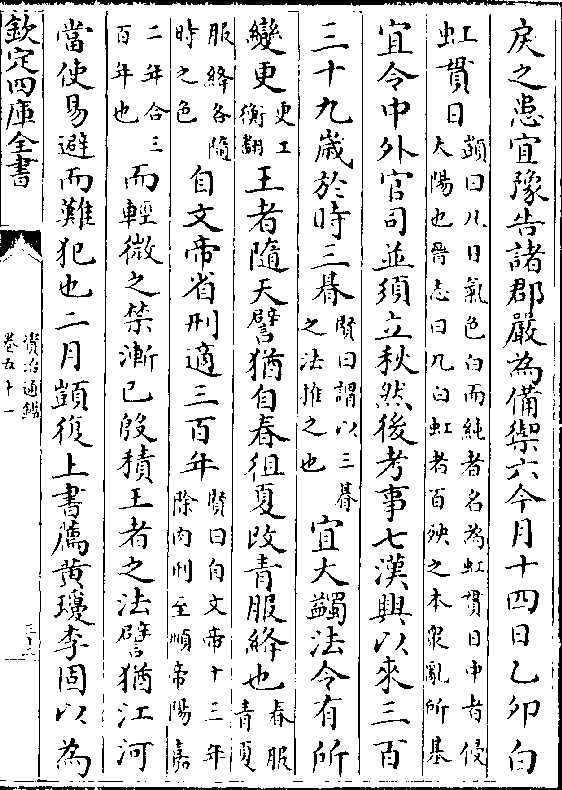 戾之患宜豫告諸郡嚴為備禦六今月十四日乙卯白
虹貫日顗曰凡日氣色白而純者名為虹貫日中者侵太陽也晉志曰凡白虹者百殃之本衆亂所基
宜令中外官司並須立秋然後考事七漢興以來三百
三十九歲於時三朞賢曰謂以三朞之法推之也宜大蠲法令有所
變更更工衡翻王者隨天譬猶自春徂夏改青服絳也春服青夏
服絳各隨時之色自文帝省刑適三百年賢曰自文帝十三年除肉刑至順帝陽嘉
二年合三百年也而輕微之禁漸已殷積王者之法譬猶江河
當使易避而難犯也二月顗復上書薦黄瓊李固以為
欽定四庫全書
資治通鑑
卷五十一